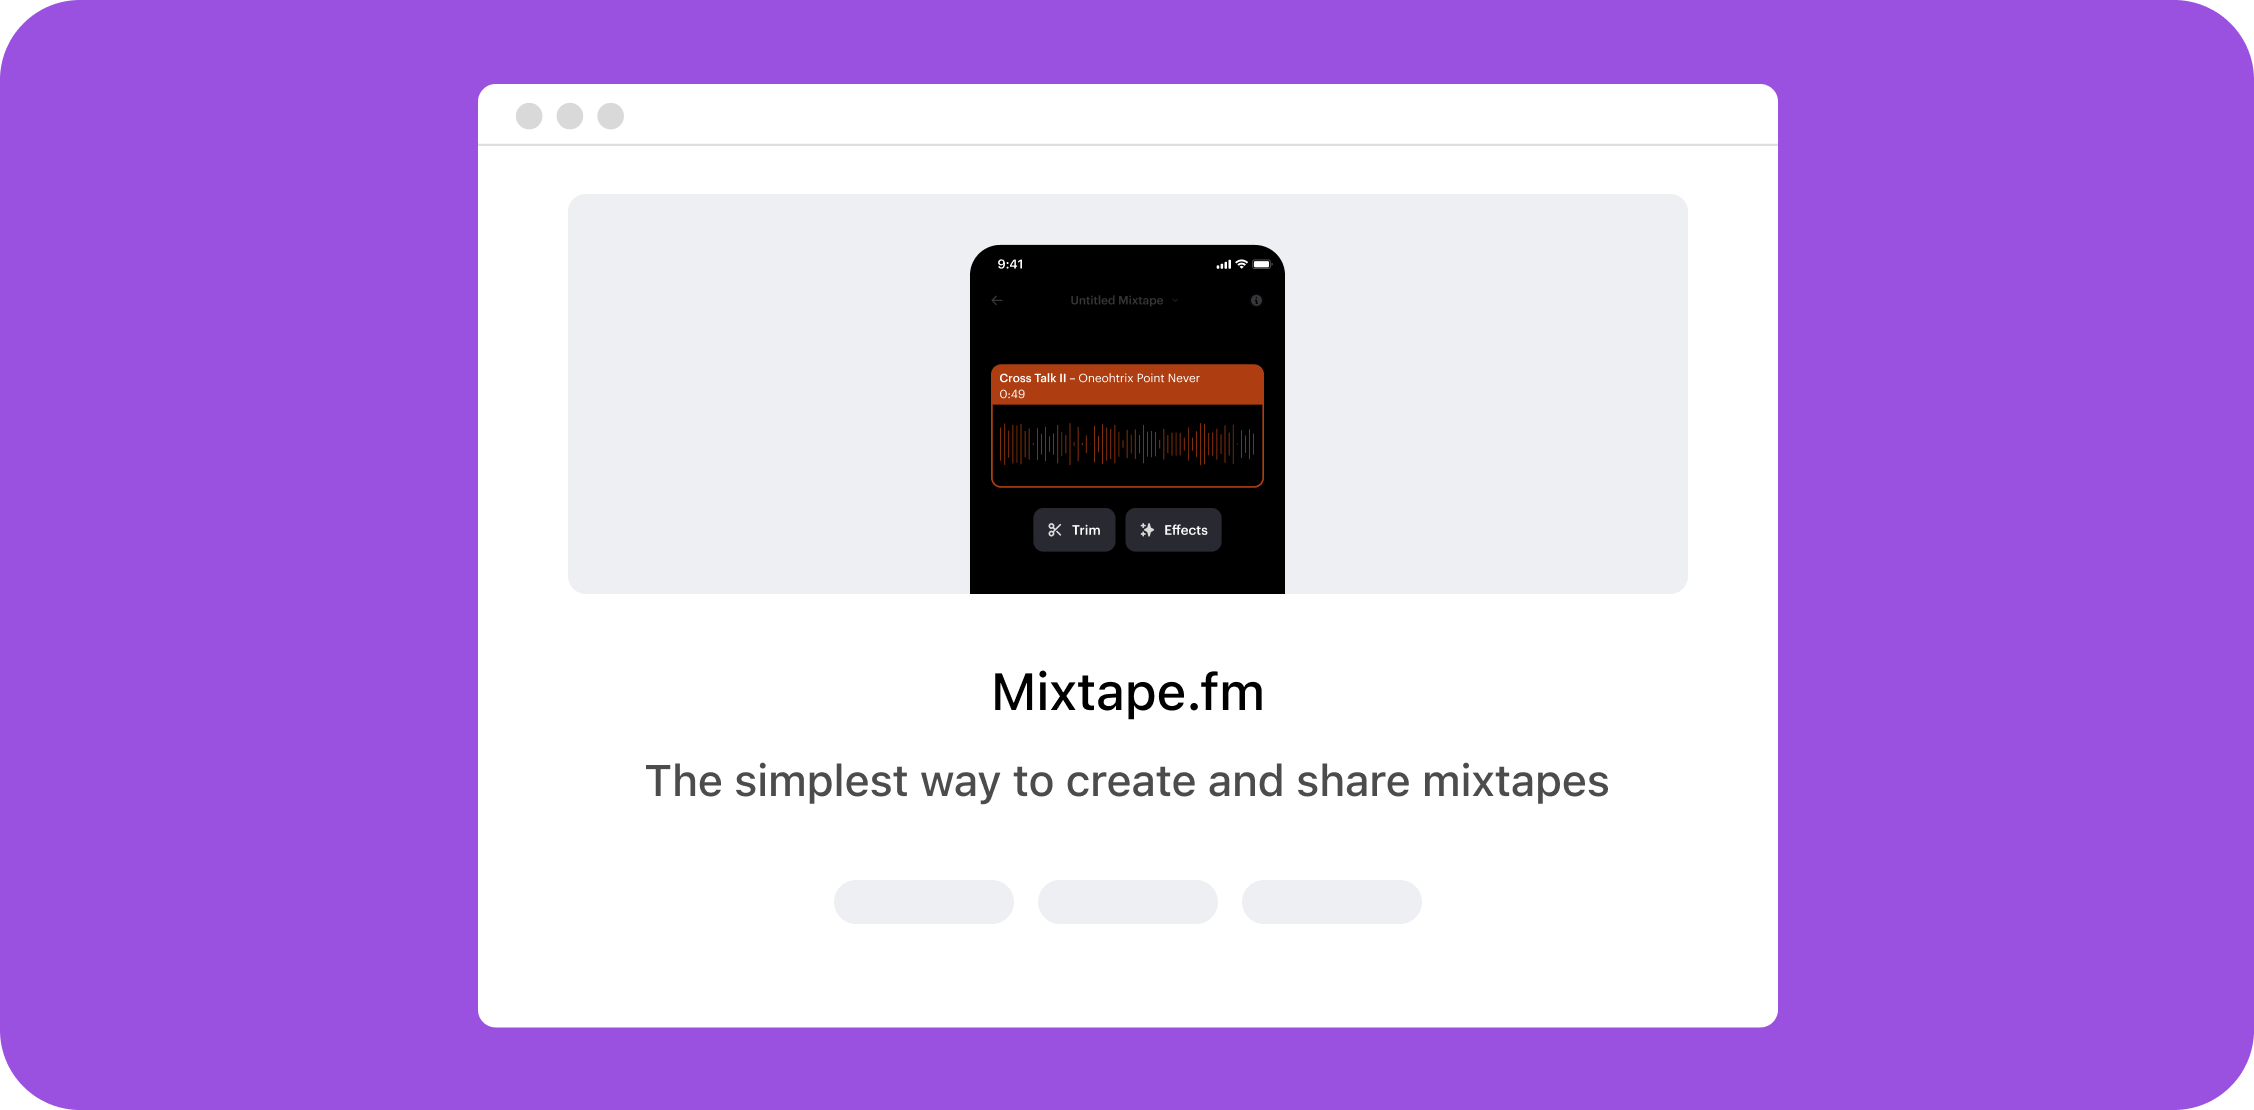 9:41
Untitled Mixtape
Cross Talk II – Oneohtrix Point Never
0:49
Trim
Effects
Mixtape.fm
The simplest way to create and share mixtapes